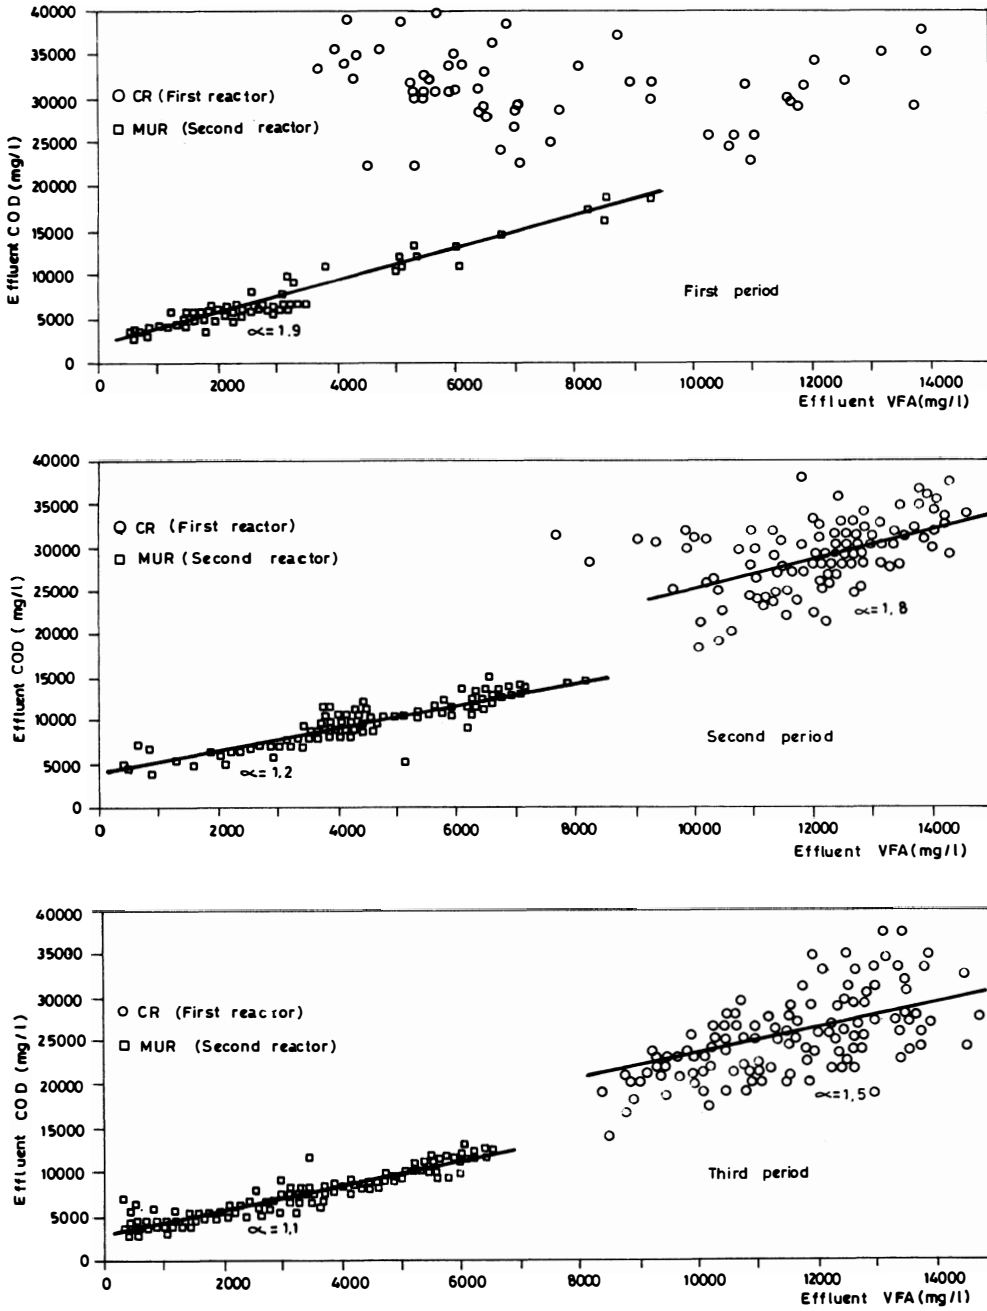 40000
35000
30000
25000
20000
15000
10000
5000
0
Effluent COD (mg/l)
CR (First reactor)
MUR (Second reactor)
∝= 1.9
First period
0 2000 4000 6000 8000 10000 12000 14000
Effluent VFA(mg/l)
40000
35000
30000
25000
20000
15000
10000
5000
0
Effluent COD (mg/l)
CR (First reactor)
MUR (Second reactor)
∝=1,8
∝= 1,2
Second period
0 2000 4000 6000 8000 10000 12000 14000
Effluent VFA(mg/l)
40000
35000
30000
25000
20000
15000
10000
5000
0
Effluent COD (mg/l)
CR (First reactor)
MUR (Second reactor)
∝=1,5
∝=1,1
Third period
0 2000 4000 6000 8000 10000 12000 14000
Effluent VFA(mg/l)